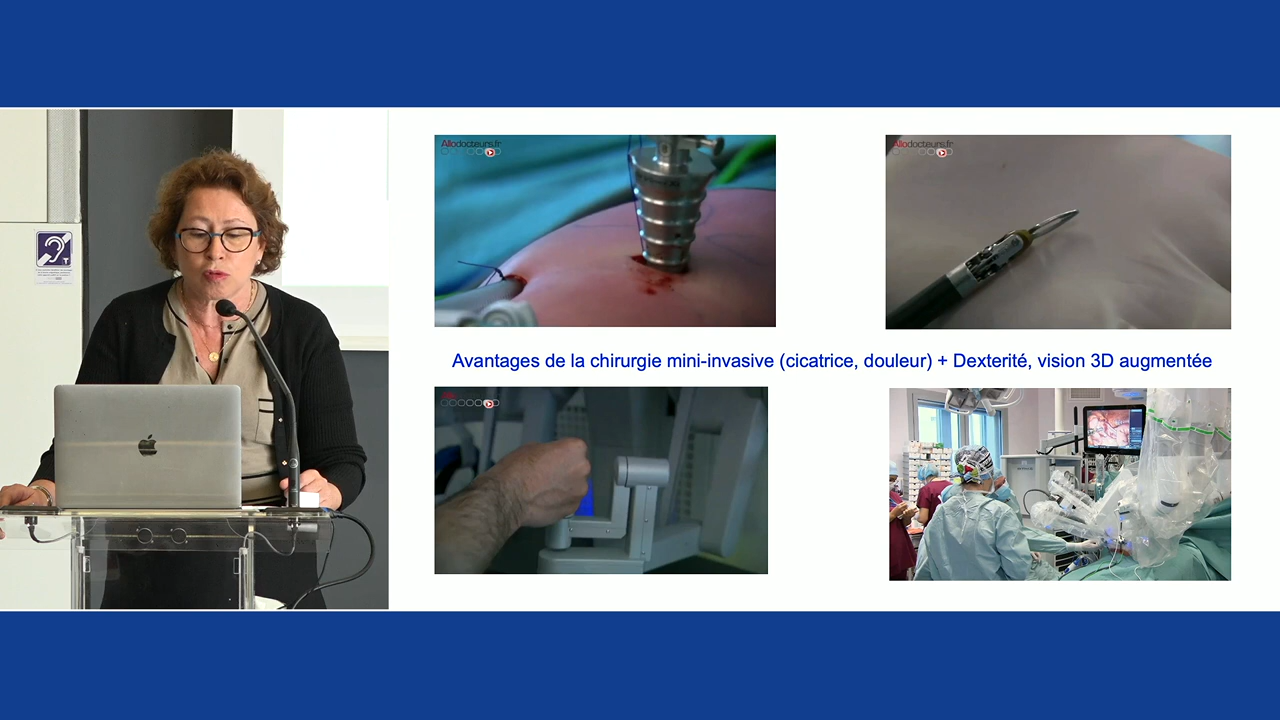 Allodocteurs.fr
Allodocteurs.fr
Avantages de la chirurgie mini-invasive (cicatrice, douleur) + Dexterité, vision 3D augmentée
T